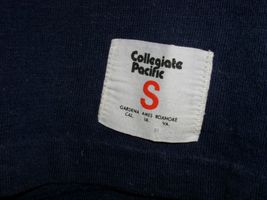 Collegiate
Pacific
S
GARDENA AMES ROANOKE
CAL. IA. VA.